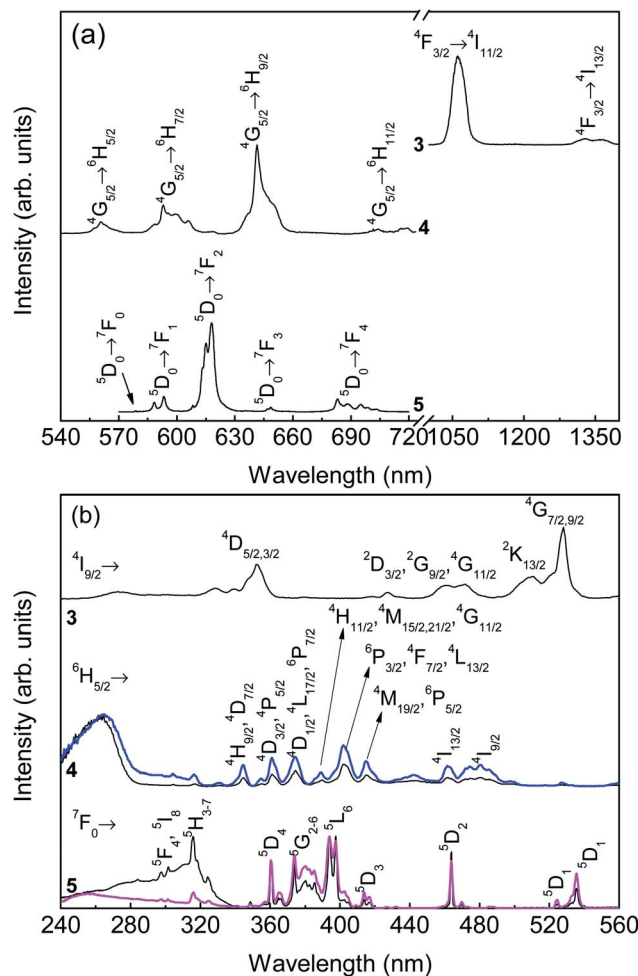 (a)
Intensity (arb. units)
⁴F₃/₂→⁴I₁₁/₂
⁴F₃/₂→⁴I₁₃/₂
3
⁴G₅/₂→⁶H₅/₂
⁴G₅/₂→⁶H₇/₂
⁴G₅/₂→⁶H₉/₂
⁴G₅/₂→⁶H₁₁/₂
4
⁵D₀→⁷F₀
⁵D₀→⁷F₁
⁵D₀→⁷F₂
⁵D₀→⁷F₃
⁵D₀→⁷F₄
5
540 570 600 630 660 690 720 1050 1200 1350
Wavelength (nm)
(b)
Intensity (arb. units)
⁴I₉/₂→
⁴D₅/₂,₃/₂
²D₃/₂, ²G₉/₂, ⁴G₁₁/₂
²K₁₃/₂
⁴G₇/₂,₉/₂
3
⁶H₅/₂→
⁴H₉/₂, ⁴D₇/₂
⁴D₃/₂, ⁴P₅/₂
⁴D₁/₂, ⁴L₁₇/₂, ⁶P₇/₂
⁴H₁₁/₂, ⁴M₁₅/₂,₂₁/₂, ⁴G₁₁/₂
⁶P₃/₂, ⁴F₇/₂, ⁴L₁₃/₂
⁴M₁₉/₂, ⁶P₅/₂
⁴I₁₃/₂
⁴I₉/₂
4
⁷F₀→
⁵F₄, ⁵I₈
⁵H₃₋₇
⁵D₄
⁵G₂₋₆
⁵L₆
⁵D₃
⁵D₂
⁵D₁
⁵D₁
5
240 280 320 360 400 440 480 520 560
Wavelength (nm)